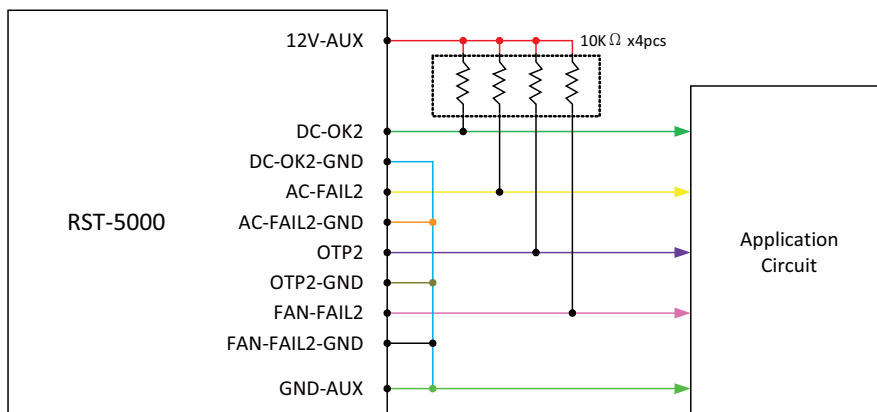 12V-AUX
10KΩ x4pcs
DC-OK2
DC-OK2-GND
AC-FAIL2
RST-5000
AC-FAIL2-GND
OTP2
OTP2-GND
FAN-FAIL2
FAN-FAIL2-GND
GND-AUX
Application
Circuit